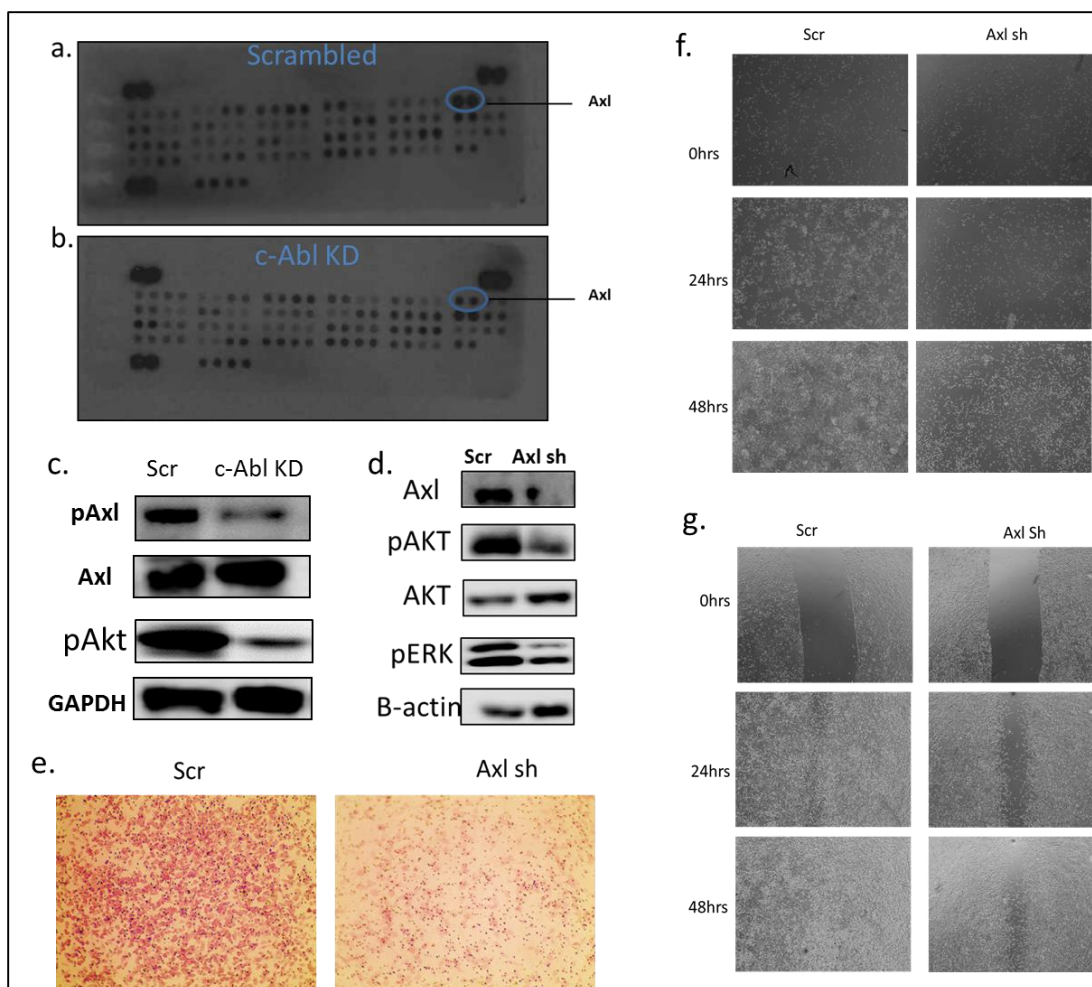 a.
Scrambled
Axl
b.
c-Abl KD
Axl
c.
Scr c-Abl KD
pAxl
Axl
pAkt
GAPDH
d.
Scr Axl sh
Axl
pAKT
AKT
pERK
B-actin
e.
Scr Axl sh
f.
Scr Axl sh
0hrs
24hrs
48hrs
g.
Scr Axl Sh
0hrs
24hrs
48hrs